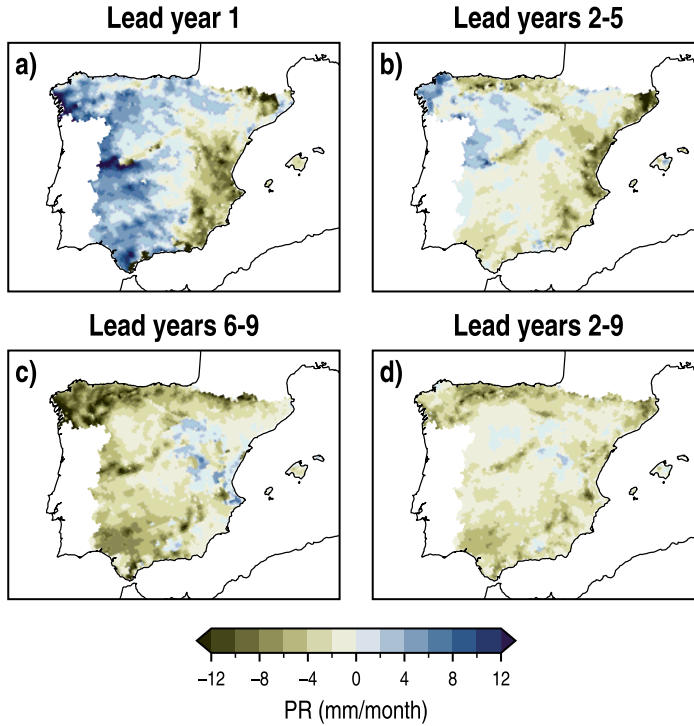 Lead year 1
Lead years 2-5
a)
b)
Lead years 6-9
Lead years 2-9
c)
d)
−12 −8 −4 0 4 8 12
PR (mm/month)